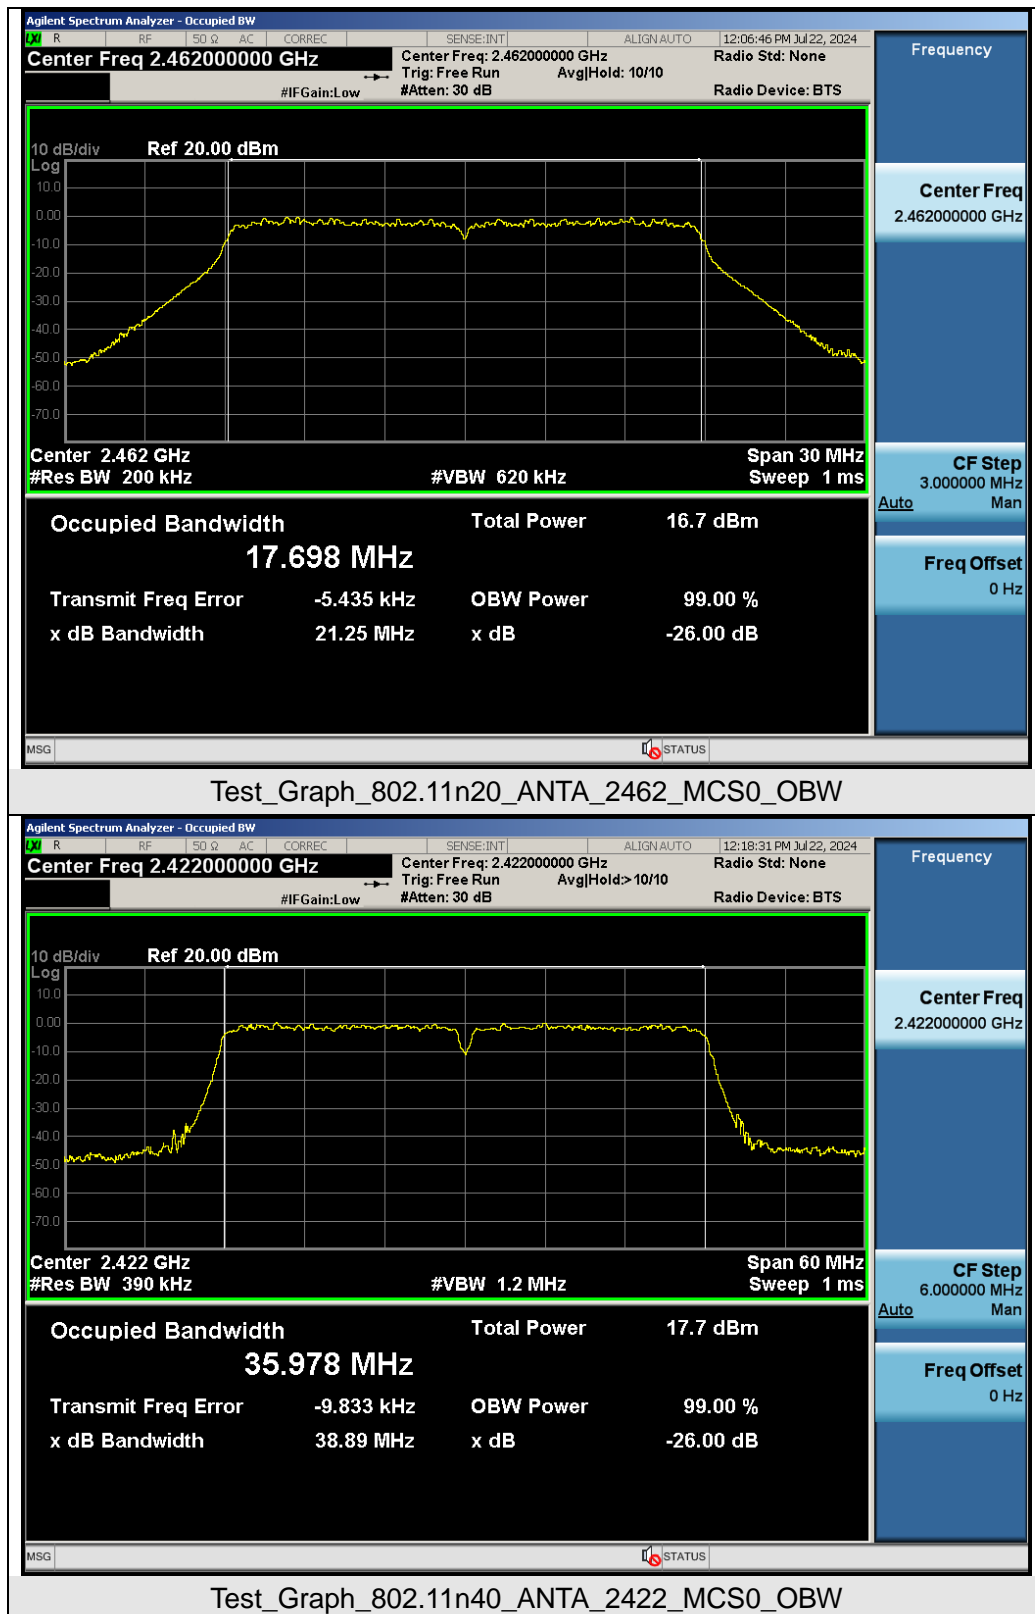 Agilent Spectrum Analyzer - Occupied BW
LXI R RF 50 Ω AC CORREC SENSE:INT ALIGN AUTO 12:06:46 PM Jul 22, 2024
Center Freq 2.462000000 GHz Center Freq: 2.462000000 GHz Radio Std: None
Trig: Free Run Avg|Hold: 10/10
#IFGain:Low #Atten: 30 dB Radio Device: BTS
Frequency
10 dB/div Ref 20.00 dBm
Log
10.0
0.00
-10.0
-20.0
-30.0
-40.0
-50.0
-60.0
-70.0
Center 2.462 GHz Span 30 MHz
#Res BW 200 kHz #VBW 620 kHz Sweep 1 ms
Center Freq
2.462000000 GHz
CF Step
3.000000 MHz
Auto Man
Freq Offset
0 Hz
Occupied Bandwidth Total Power 16.7 dBm
17.698 MHz
Transmit Freq Error -5.435 kHz OBW Power 99.00 %
x dB Bandwidth 21.25 MHz x dB -26.00 dB
MSG STATUS
Test_Graph_802.11n20_ANTA_2462_MCS0_OBW
Agilent Spectrum Analyzer - Occupied BW
LXI R RF 50 Ω AC CORREC SENSE:INT ALIGN AUTO 12:18:31 PM Jul 22, 2024
Center Freq 2.422000000 GHz Center Freq: 2.422000000 GHz Radio Std: None
Trig: Free Run Avg|Hold:>10/10
#IFGain:Low #Atten: 30 dB Radio Device: BTS
Frequency
10 dB/div Ref 20.00 dBm
Log
10.0
0.00
-10.0
-20.0
-30.0
-40.0
-50.0
-60.0
-70.0
Center 2.422 GHz Span 60 MHz
#Res BW 390 kHz #VBW 1.2 MHz Sweep 1 ms
Center Freq
2.422000000 GHz
CF Step
6.000000 MHz
Auto Man
Freq Offset
0 Hz
Occupied Bandwidth Total Power 17.7 dBm
35.978 MHz
Transmit Freq Error -9.833 kHz OBW Power 99.00 %
x dB Bandwidth 38.89 MHz x dB -26.00 dB
MSG STATUS
Test_Graph_802.11n40_ANTA_2422_MCS0_OBW